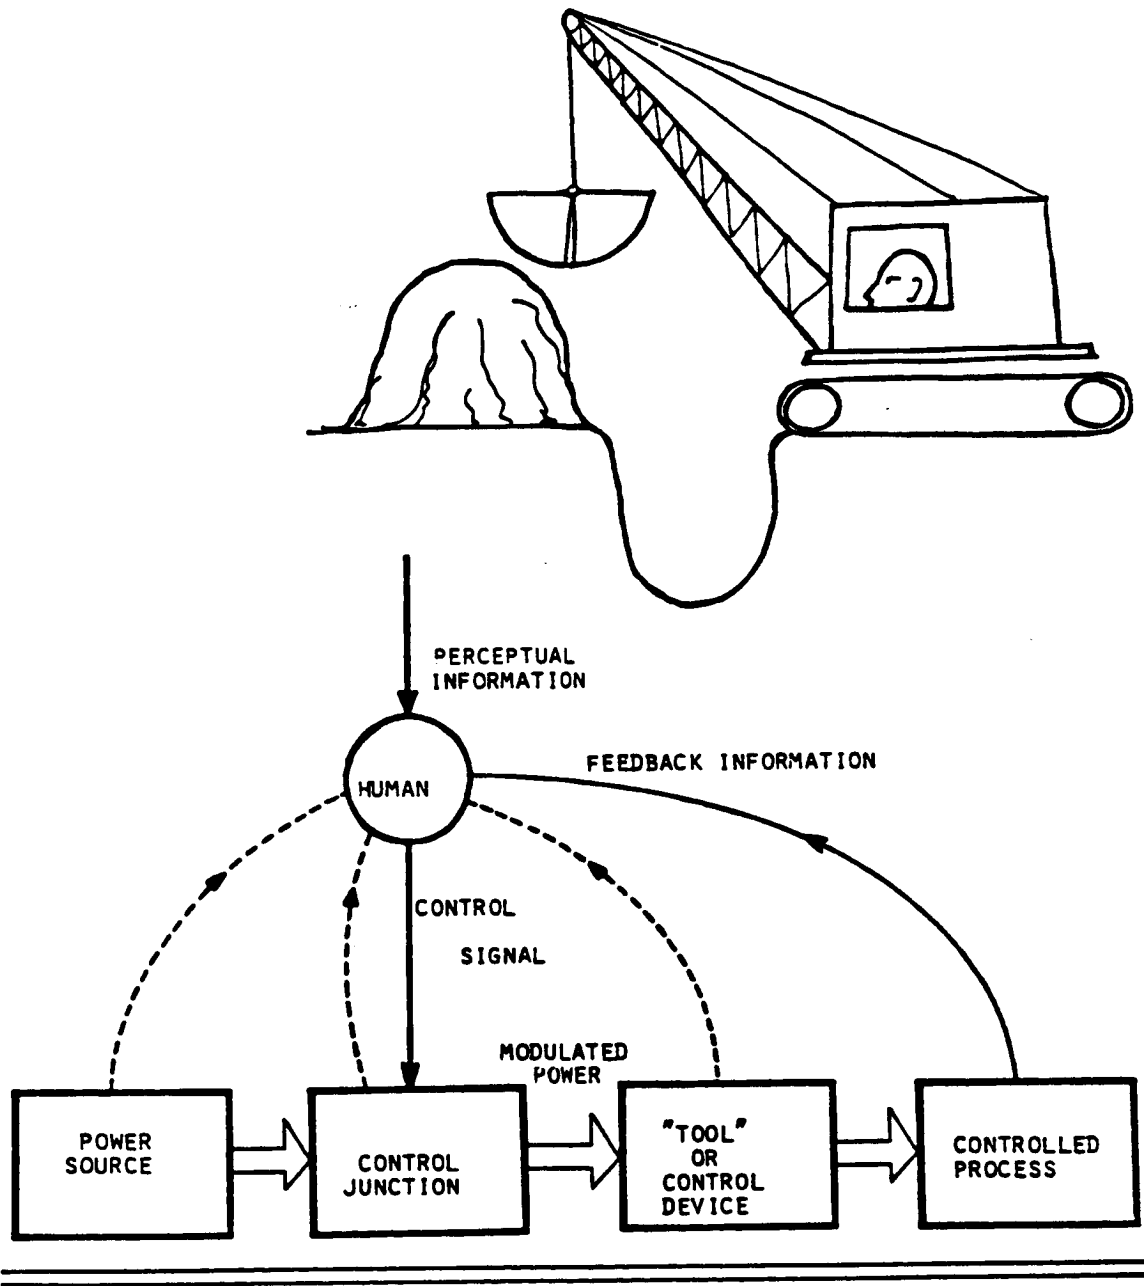 PERCEPTUAL
INFORMATION
FEEDBACK INFORMATION
HUMAN
CONTROL
SIGNAL
MODULATED
POWER
POWER
SOURCE
CONTROL
JUNCTION
"TOOL"
OR
CONTROL
DEVICE
CONTROLLED
PROCESS